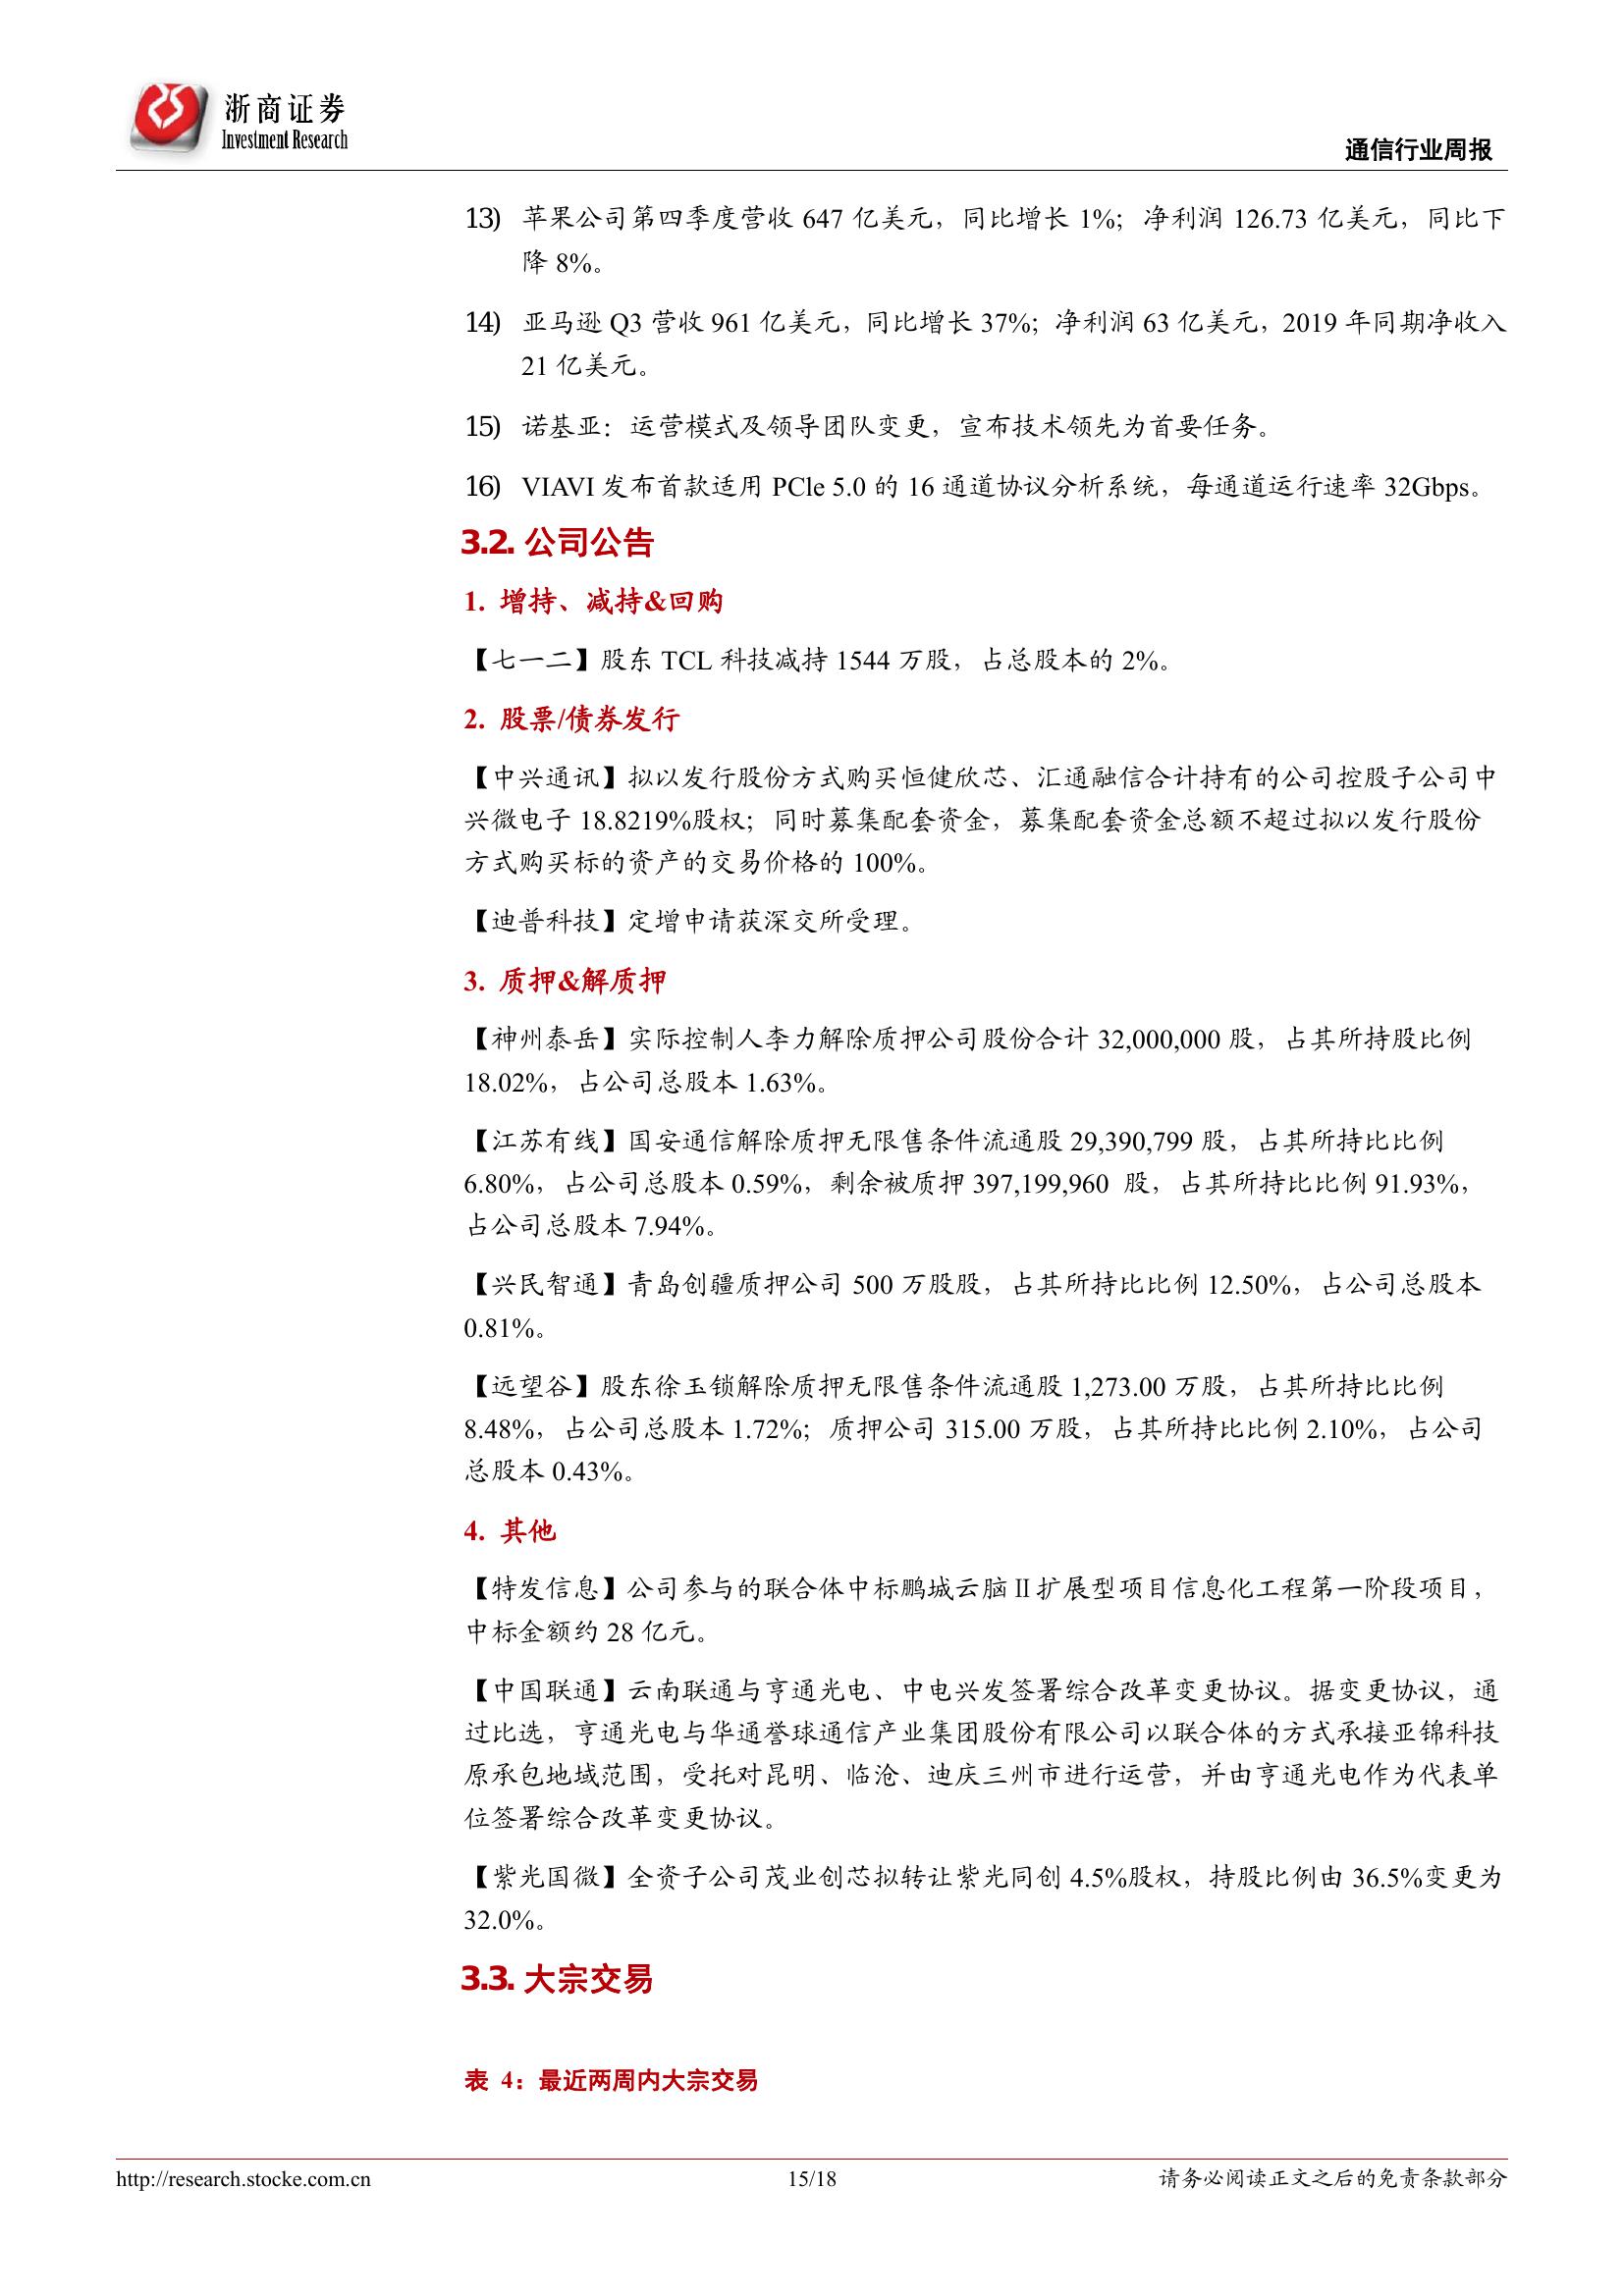 浙商证券
Investment Research
通信行业周报
13) 苹果公司第四季度营收 647 亿美元，同比增长 1%；净利润 126.73 亿美元，同比下
降 8%。
14) 亚马逊 Q3 营收 961 亿美元，同比增长 37%；净利润 63 亿美元，2019 年同期净收入
21 亿美元。
15) 诺基亚：运营模式及领导团队变更，宣布技术领先为首要任务。
16) VIAVI 发布首款适用 PCle 5.0 的 16 通道协议分析系统，每通道运行速率 32Gbps。
3.2. 公司公告
1. 增持、减持&回购
【七一二】股东 TCL 科技减持 1544 万股，占总股本的 2%。
2. 股票/债券发行
【中兴通讯】拟以发行股份方式购买恒健欣芯、汇通融信合计持有的公司控股子公司中
兴微电子 18.8219%股权；同时募集配套资金，募集配套资金总额不超过拟以发行股份
方式购买标的资产的交易价格的 100%。
【迪普科技】定增申请获深交所受理。
3. 质押&解质押
【神州泰岳】实际控制人李力解除质押公司股份合计 32,000,000 股，占其所持股比例
18.02%，占公司总股本 1.63%。
【江苏有线】国安通信解除质押无限售条件流通股 29,390,799 股，占其所持比比例
6.80%，占公司总股本 0.59%，剩余被质押 397,199,960 股，占其所持比比例 91.93%，
占公司总股本 7.94%。
【兴民智通】青岛创疆质押公司 500 万股股，占其所持比比例 12.50%，占公司总股本
0.81%。
【远望谷】股东徐玉锁解除质押无限售条件流通股 1,273.00 万股，占其所持比比例
8.48%，占公司总股本 1.72%；质押公司 315.00 万股，占其所持比比例 2.10%，占公司
总股本 0.43%。
4. 其他
【特发信息】公司参与的联合体中标鹏城云脑Ⅱ扩展型项目信息化工程第一阶段项目，
中标金额约 28 亿元。
【中国联通】云南联通与亨通光电、中电兴发签署综合改革变更协议。据变更协议，通
过比选，亨通光电与华通誉球通信产业集团股份有限公司以联合体的方式承接亚锦科技
原承包地域范围，受托对昆明、临沧、迪庆三州市进行运营，并由亨通光电作为代表单
位签署综合改革变更协议。
【紫光国微】全资子公司茂业创芯拟转让紫光同创 4.5%股权，持股比例由 36.5%变更为
32.0%。
3.3. 大宗交易
表 4：最近两周内大宗交易
http://research.stocke.com.cn
15/18
请务必阅读正文之后的免责条款部分